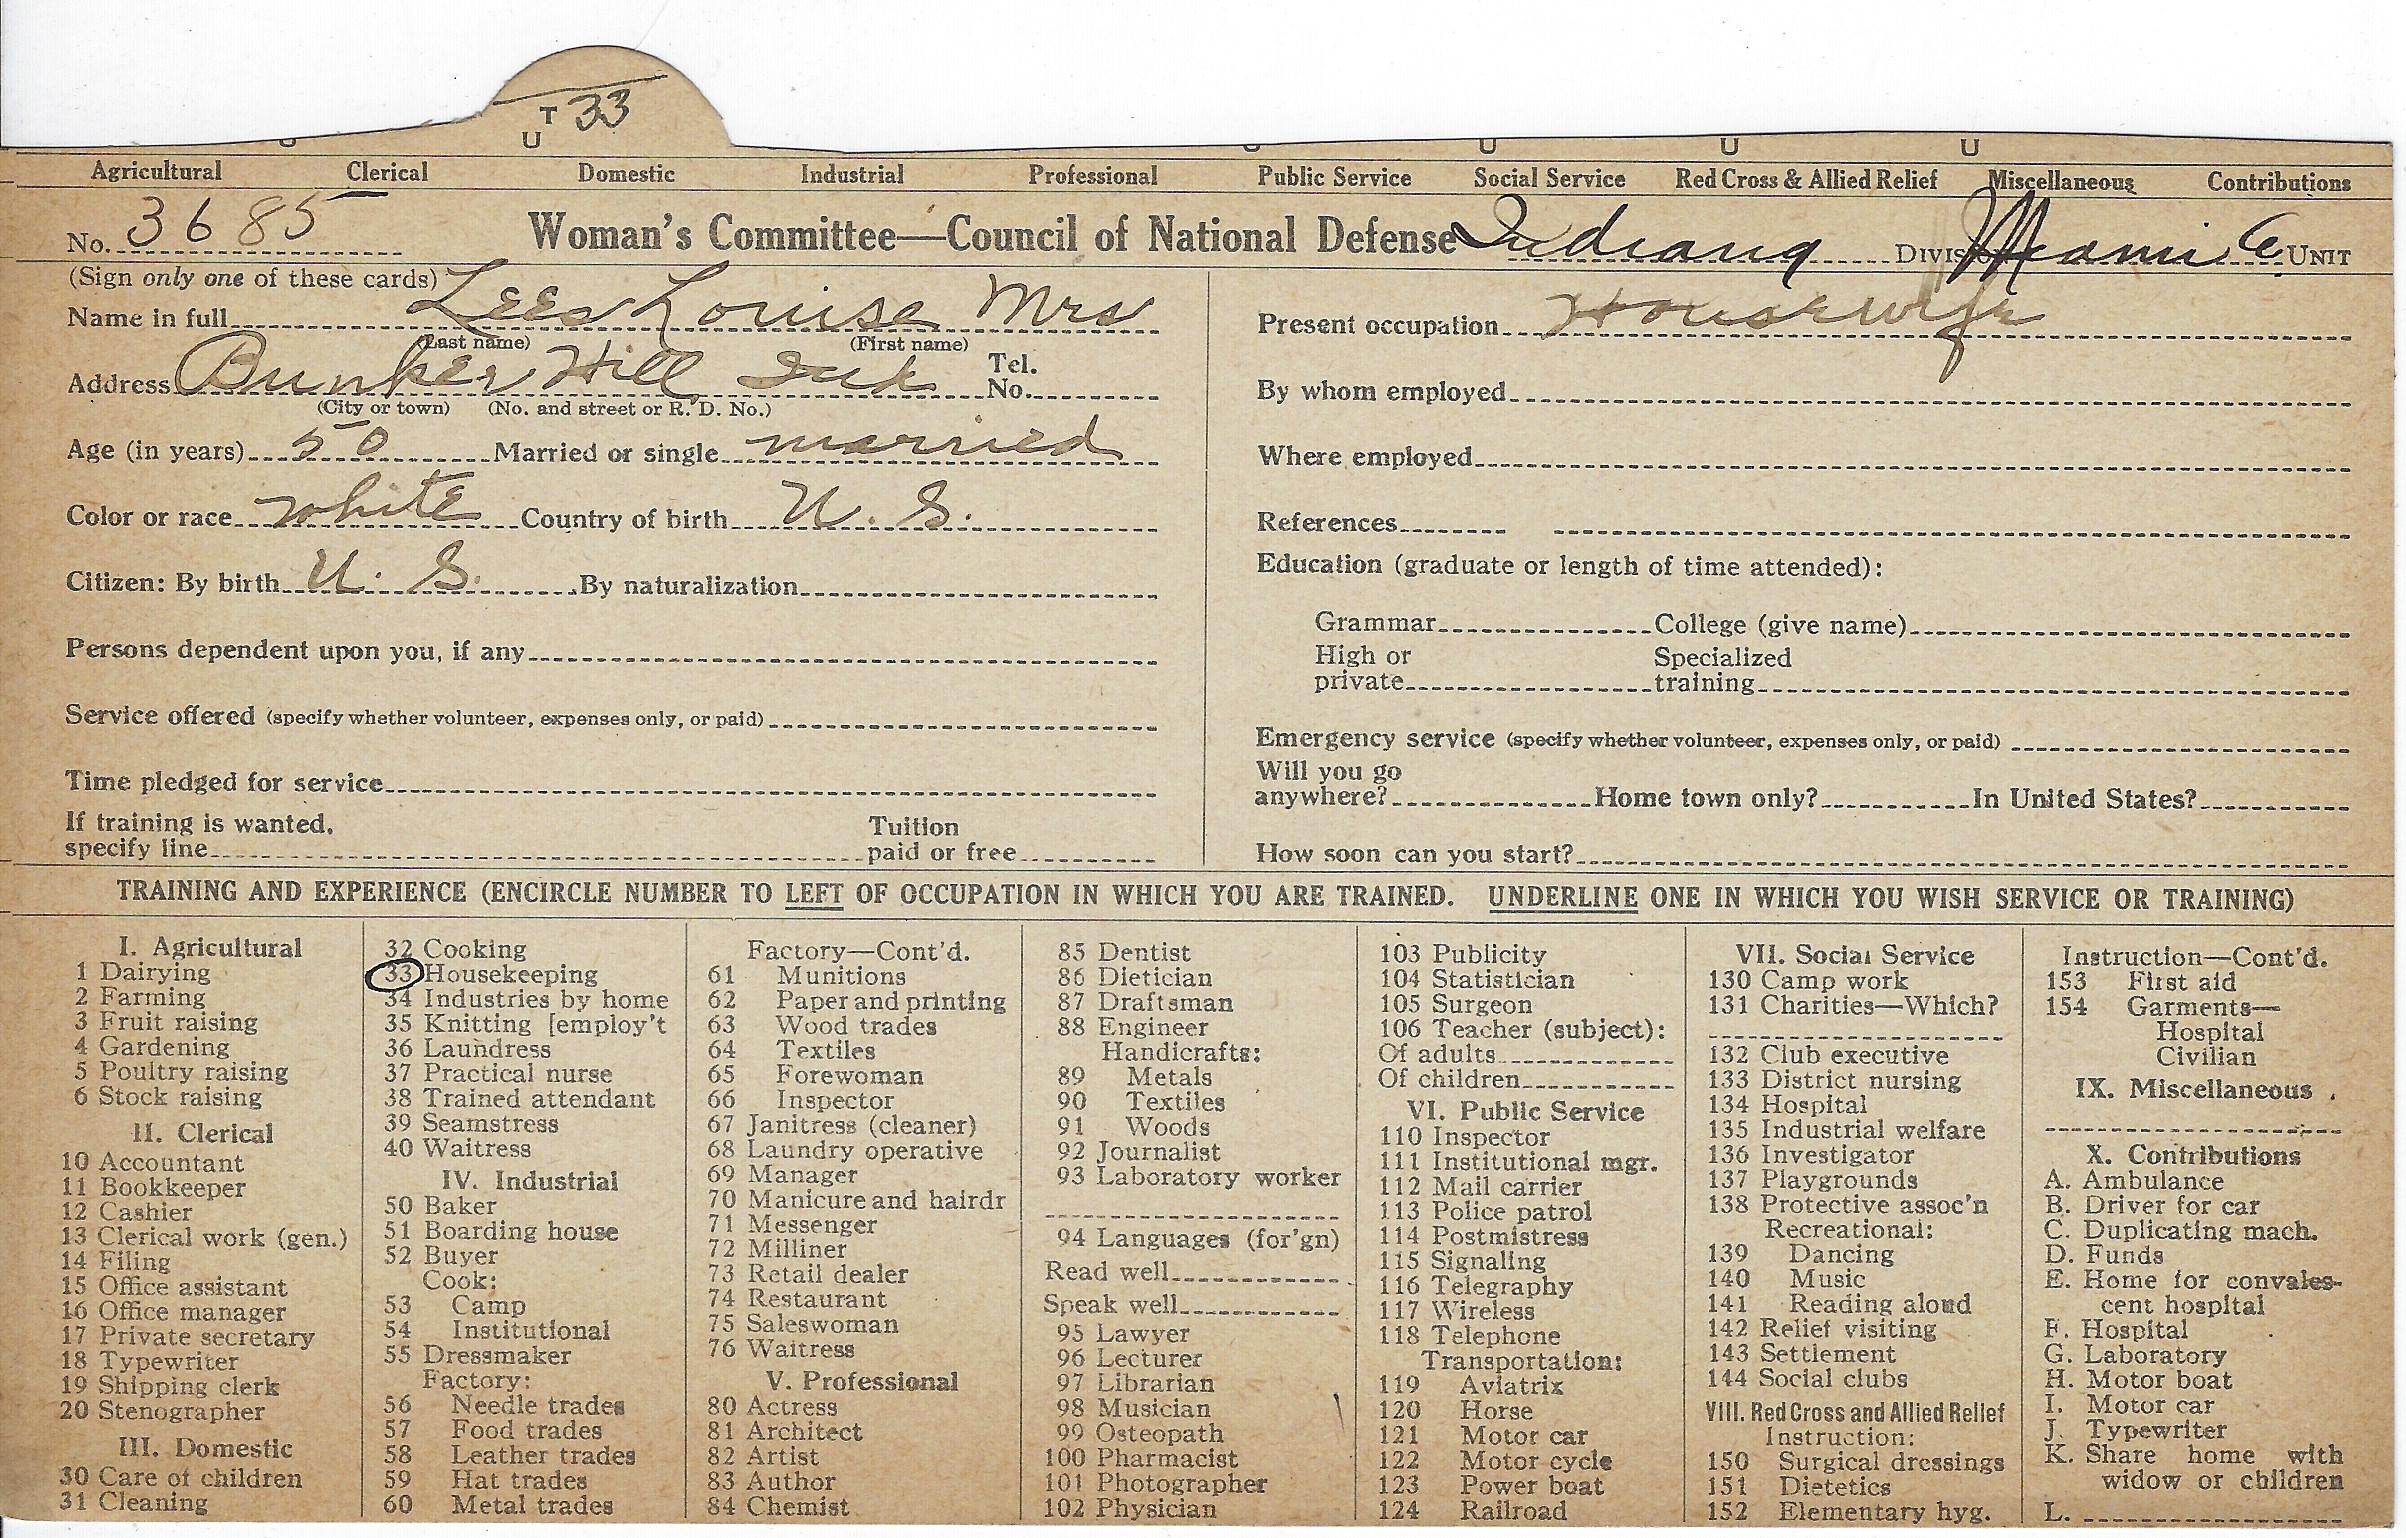 T 33
U U U U
Agricultural Clerical Domestic Industrial Professional Public Service Social Service Red Cross & Allied Relief Miscellaneous Contributions
No. 3685 Woman's Committee—Council of National Defense Indiana DIVIS Miami C UNIT
(Sign only one of these cards)
Name in full Lees Louise Mrs
(Last name) (First name)
Address Bunker Hill Ind Tel. No.
(City or town) (No. and street or R. D. No.)
Age (in years) 50 Married or single married
Color or race white Country of birth U. S.
Citizen: By birth U. S. By naturalization
Persons dependent upon you, if any
Service offered (specify whether volunteer, expenses only, or paid)
Time pledged for service
If training is wanted,
specify line
Tuition
paid or free
Present occupation Housewife
By whom employed
Where employed
References
Education (graduate or length of time attended):
Grammar College (give name)
High or
private
Specialized
training
Emergency service (specify whether volunteer, expenses only, or paid)
Will you go
anywhere? Home town only? In United States?
How soon can you start?
TRAINING AND EXPERIENCE (ENCIRCLE NUMBER TO LEFT OF OCCUPATION IN WHICH YOU ARE TRAINED. UNDERLINE ONE IN WHICH YOU WISH SERVICE OR TRAINING)
I. Agricultural
1 Dairying
2 Farming
3 Fruit raising
4 Gardening
5 Poultry raising
6 Stock raising
II. Clerical
10 Accountant
11 Bookkeeper
12 Cashier
13 Clerical work (gen.)
14 Filing
15 Office assistant
16 Office manager
17 Private secretary
18 Typewriter
19 Shipping clerk
20 Stenographer
III. Domestic
30 Care of children
31 Cleaning
32 Cooking
33 Housekeeping
34 Industries by home
35 Knitting [employ't
36 Laundress
37 Practical nurse
38 Trained attendant
39 Seamstress
40 Waitress
IV. Industrial
50 Baker
51 Boarding house
52 Buyer
Cook:
53 Camp
54 Institutional
55 Dressmaker
Factory:
56 Needle trades
57 Food trades
58 Leather trades
59 Hat trades
60 Metal trades
Factory—Cont'd.
61 Munitions
62 Paper and printing
63 Wood trades
64 Textiles
65 Forewoman
66 Inspector
67 Janitress (cleaner)
68 Laundry operative
69 Manager
70 Manicure and hairdr
71 Messenger
72 Milliner
73 Retail dealer
74 Restaurant
75 Saleswoman
76 Waitress
V. Professional
80 Actress
81 Architect
82 Artist
83 Author
84 Chemist
85 Dentist
86 Dietician
87 Draftsman
88 Engineer
Handicrafts:
89 Metals
90 Textiles
91 Woods
92 Journalist
93 Laboratory worker
94 Languages (for'gn)
Read well
Speak well
95 Lawyer
96 Lecturer
97 Librarian
98 Musician
99 Osteopath
100 Pharmacist
101 Photographer
102 Physician
103 Publicity
104 Statistician
105 Surgeon
106 Teacher (subject):
Of adults
Of children
VI. Public Service
110 Inspector
111 Institutional mgr.
112 Mail carrier
113 Police patrol
114 Postmistress
115 Signaling
116 Telegraphy
117 Wireless
118 Telephone
Transportation:
119 Aviatrix
120 Horse
121 Motor car
122 Motor cycle
123 Power boat
124 Railroad
VII. Social Service
130 Camp work
131 Charities—Which?
132 Club executive
133 District nursing
134 Hospital
135 Industrial welfare
136 Investigator
137 Playgrounds
138 Protective assoc'n
Recreational:
139 Dancing
140 Music
141 Reading aloud
142 Relief visiting
143 Settlement
144 Social clubs
VIII. Red Cross and Allied Relief
Instruction:
150 Surgical dressings
151 Dietetics
152 Elementary hyg.
Instruction—Cont'd.
153 First aid
154 Garments—
Hospital
Civilian
IX. Miscellaneous
X. Contributions
A. Ambulance
B. Driver for car
C. Duplicating mach.
D. Funds
E. Home for convales-
cent hospital
F. Hospital
G. Laboratory
H. Motor boat
I. Motor car
J. Typewriter
K. Share home with
widow or children
L.